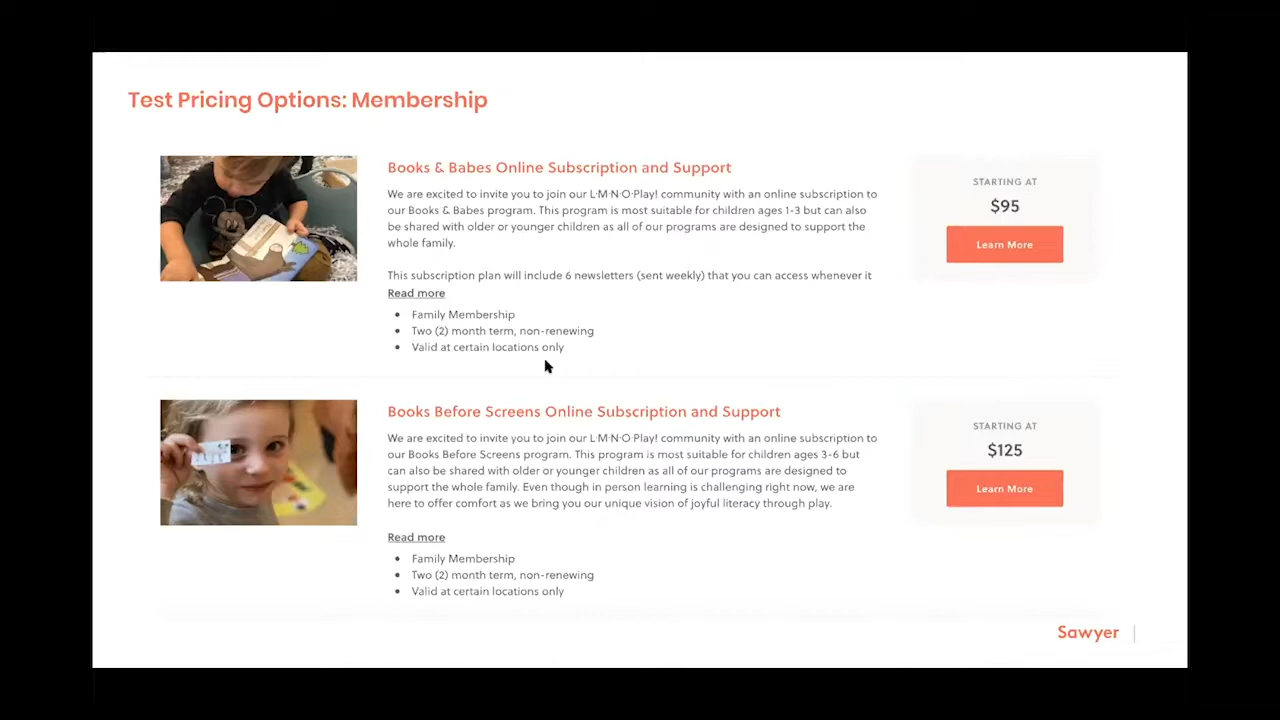 Test Pricing Options: Membership
Books & Babes Online Subscription and Support
We are excited to invite you to join our L·M·N·O·Play! community with an online subscription to
our Books & Babes program. This program is most suitable for children ages 1-3 but can also
be shared with older or younger children as all of our programs are designed to support the
whole family.
This subscription plan will include 6 newsletters (sent weekly) that you can access whenever it
Read more
• Family Membership
• Two (2) month term, non-renewing
• Valid at certain locations only
STARTING AT
$95
Learn More
Books Before Screens Online Subscription and Support
We are excited to invite you to join our L·M·N·O·Play! community with an online subscription to
our Books Before Screens program. This program is most suitable for children ages 3-6 but
can also be shared with older or younger children as all of our programs are designed to
support the whole family. Even though in person learning is challenging right now, we are
here to offer comfort as we bring you our unique vision of joyful literacy through play.
Read more
• Family Membership
• Two (2) month term, non-renewing
• Valid at certain locations only
STARTING AT
$125
Learn More
Sawyer